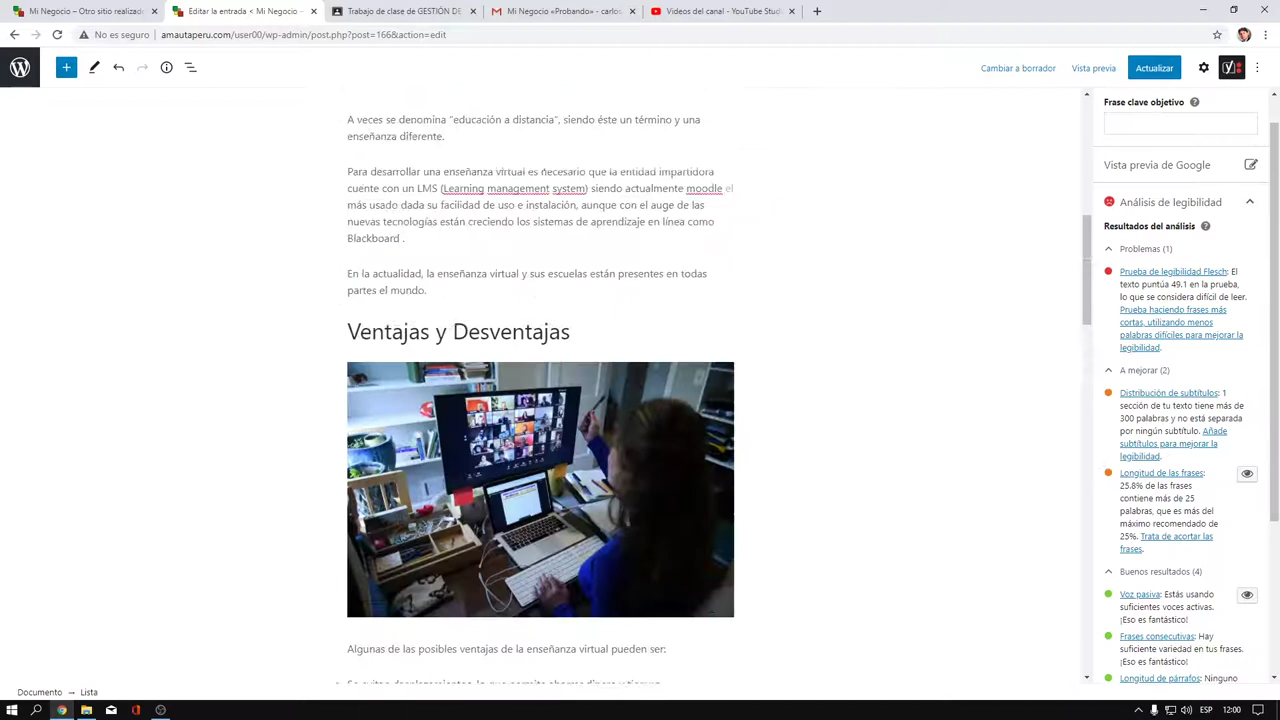 Mi Negocio – Otro sitio realizado
Editar la entrada < Mi Negocio —
Trabajo de clase de GESTIÓN DE
Mi Negocio «Probando» - carlos.
Videos del canal - YouTube Studi
No es seguro | amautaperu.com/user00/wp-admin/post.php?post=166&action=edit
Cambiar a borrador
Vista previa
Actualizar
A veces se denomina "educación a distancia", siendo éste un término y una
enseñanza diferente.
Para desarrollar una enseñanza virtual es necesario que la entidad impartidora
cuente con un LMS (Learning management system) siendo actualmente moodle el
más usado dada su facilidad de uso e instalación, aunque con el auge de las
nuevas tecnologías están creciendo los sistemas de aprendizaje en línea como
Blackboard .
En la actualidad, la enseñanza virtual y sus escuelas están presentes en todas
partes el mundo.
Ventajas y Desventajas
Algunas de las posibles ventajas de la enseñanza virtual pueden ser:
Frase clave objetivo
Vista previa de Google
Análisis de legibilidad
Resultados del análisis
Problemas (1)
Prueba de legibilidad Flesch: El
texto puntúa 49.1 en la prueba,
lo que se considera difícil de leer.
Prueba haciendo frases más
cortas, utilizando menos
palabras difíciles para mejorar la
legibilidad.
A mejorar (2)
Distribución de subtítulos: 1
sección de tu texto tiene más de
300 palabras y no está separada
por ningún subtítulo. Añade
subtítulos para mejorar la
legibilidad.
Longitud de las frases:
25.8% de las frases
contiene más de 25
palabras, que es más del
máximo recomendado de
25%. Trata de acortar las
frases.
Buenos resultados (4)
Voz pasiva: Estás usando
suficientes voces activas.
¡Eso es fantástico!
Frases consecutivas: Hay
suficiente variedad en tus frases.
¡Eso es fantástico!
Longitud de párrafos: Ninguno
Documento → Lista
ESP
12:00